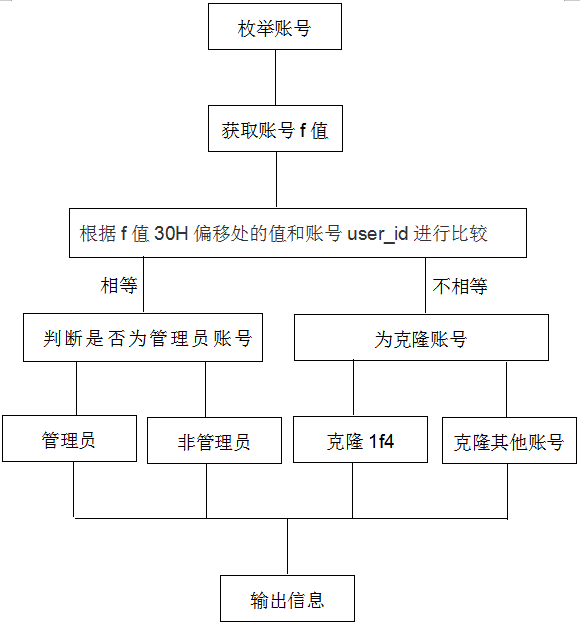 枚举账号
获取账号 f 值
根据 f 值 30H 偏移处的值和账号 user_id 进行比较
相等
不相等
判断是否为管理员账号
为克隆账号
管理员
非管理员
克隆 1f4
克隆其他账号
输出信息